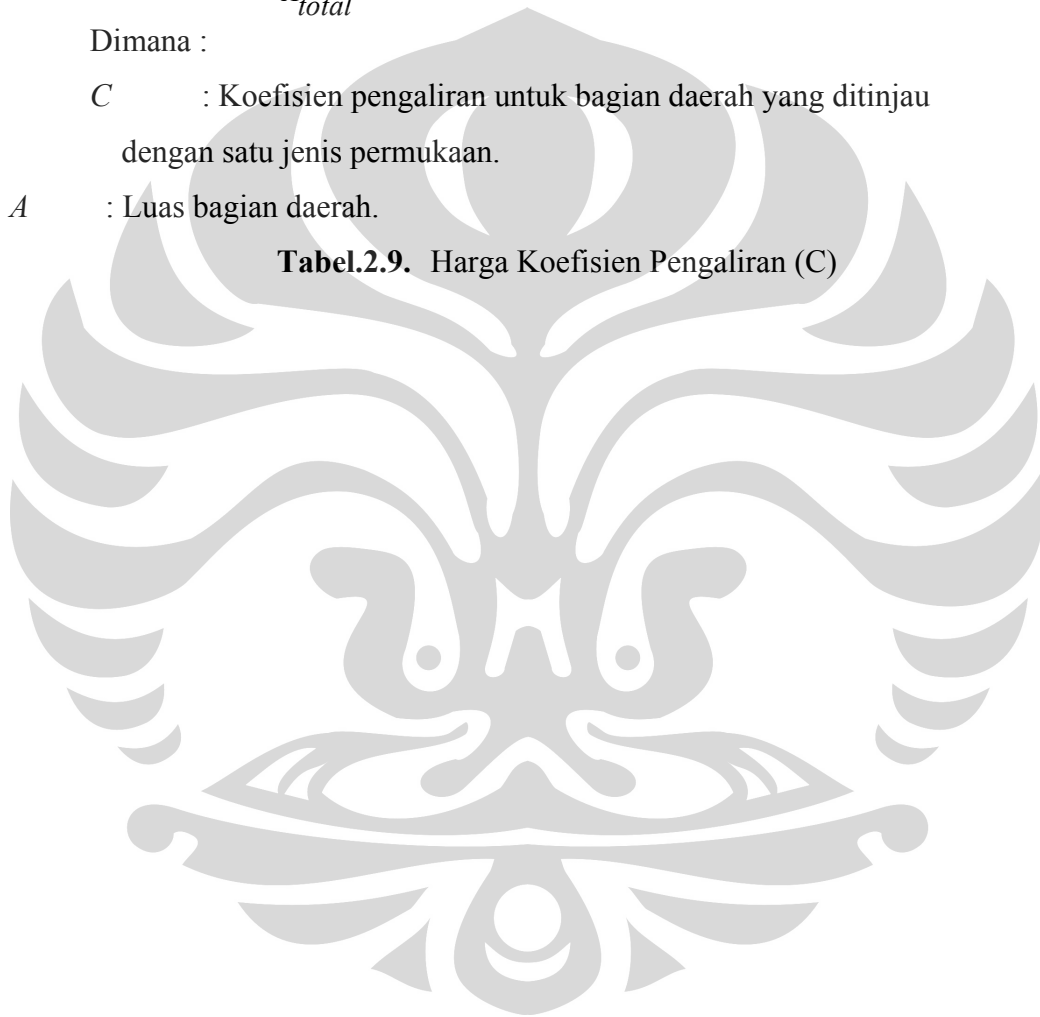 total
Dimana :
C : Koefisien pengaliran untuk bagian daerah yang ditinjau
dengan satu jenis permukaan.
A : Luas bagian daerah.
Tabel.2.9. Harga Koefisien Pengaliran (C)